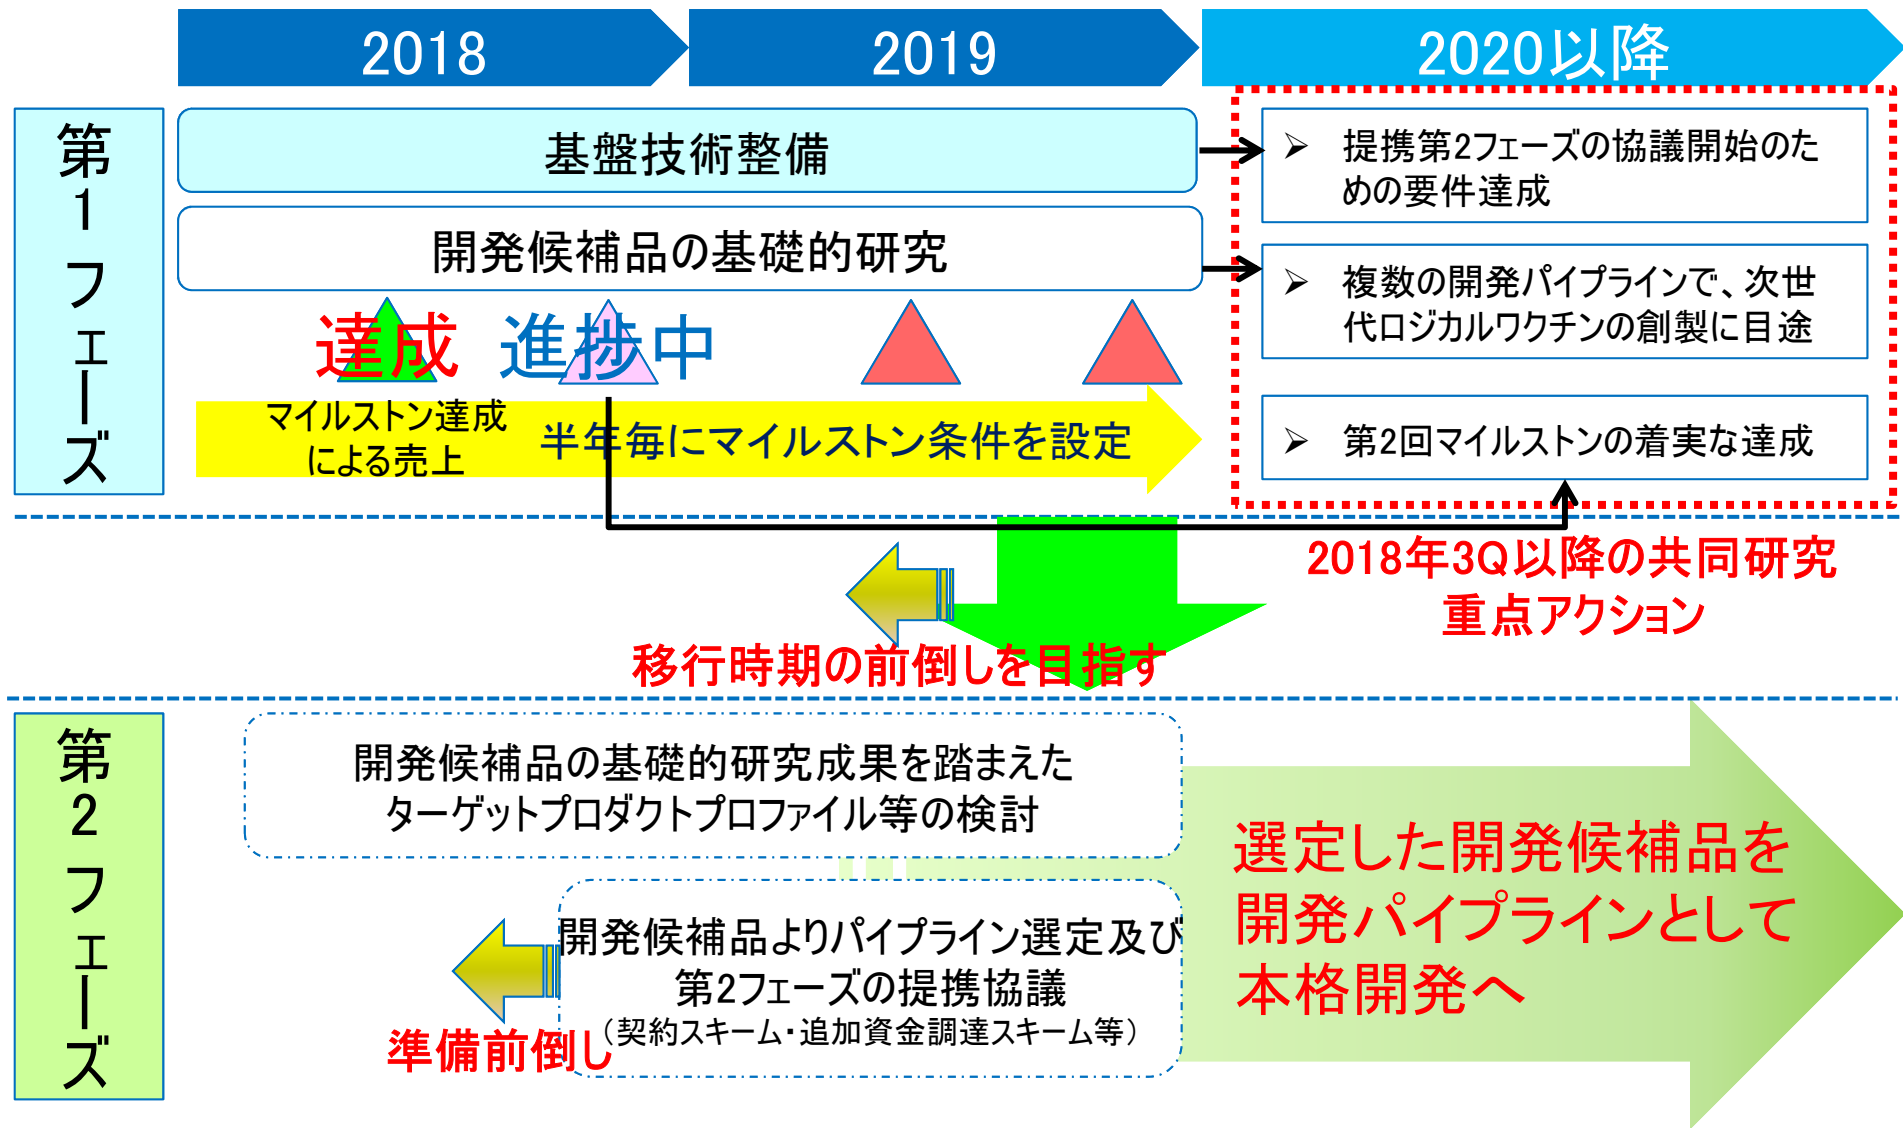 2018
2019
2020以降
第1フェーズ
基盤技術整備
開発候補品の基礎的研究
達成
進捗中
マイルストン達成
による売上
半年毎にマイルストン条件を設定
➢ 提携第2フェーズの協議開始のた
めの要件達成
➢ 複数の開発パイプラインで、次世
代ロジカルワクチンの創製に目途
➢ 第2回マイルストンの着実な達成
2018年3Q以降の共同研究
重点アクション
移行時期の前倒しを目指す
第2フェーズ
開発候補品の基礎的研究成果を踏まえた
ターゲットプロダクトプロファイル等の検討
開発候補品よりパイプライン選定及び
第2フェーズの提携協議
（契約スキーム・追加資金調達スキーム等）
準備前倒し
選定した開発候補品を
開発パイプラインとして
本格開発へ